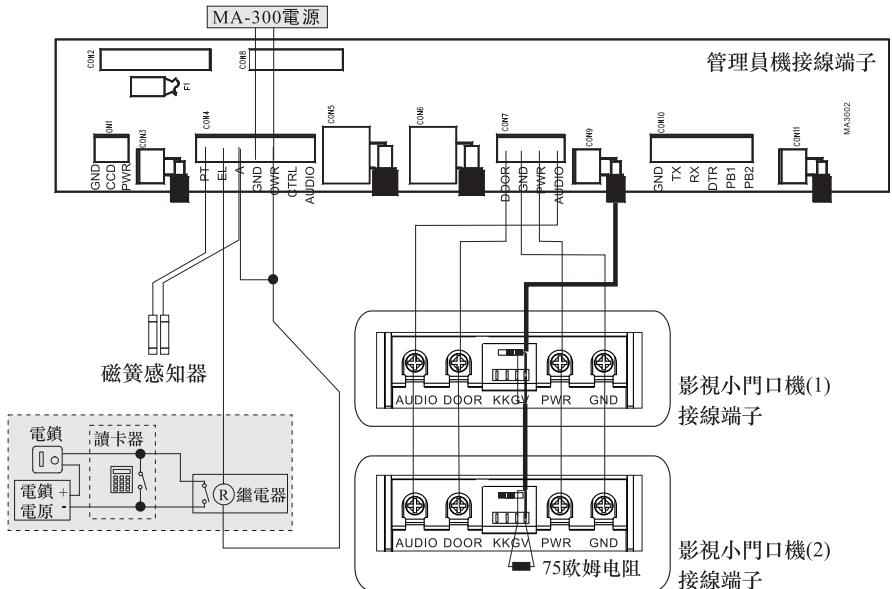 MA-300電源
管理員機接線端子
CON2
CON8
F1
MA3002
CON1
CON3
CON4
CON5
CON6
CON7
CON9
CON10
CON11
GND
CCD
PWR
PT
EL
A
GND
OWR
CTRL
AUDIO
DOOR
GND
PWR
AUDIO
GND
TX
RX
DTR
PB1
PB2
磁簧感知器
AUDIO DOOR KKGV PWR GND
影視小門口機(1)
接線端子
電鎖
讀卡器
電鎖 +
電原 -
R
繼電器
AUDIO DOOR KKGV PWR GND
75欧姆电阻
影視小門口機(2)
接線端子